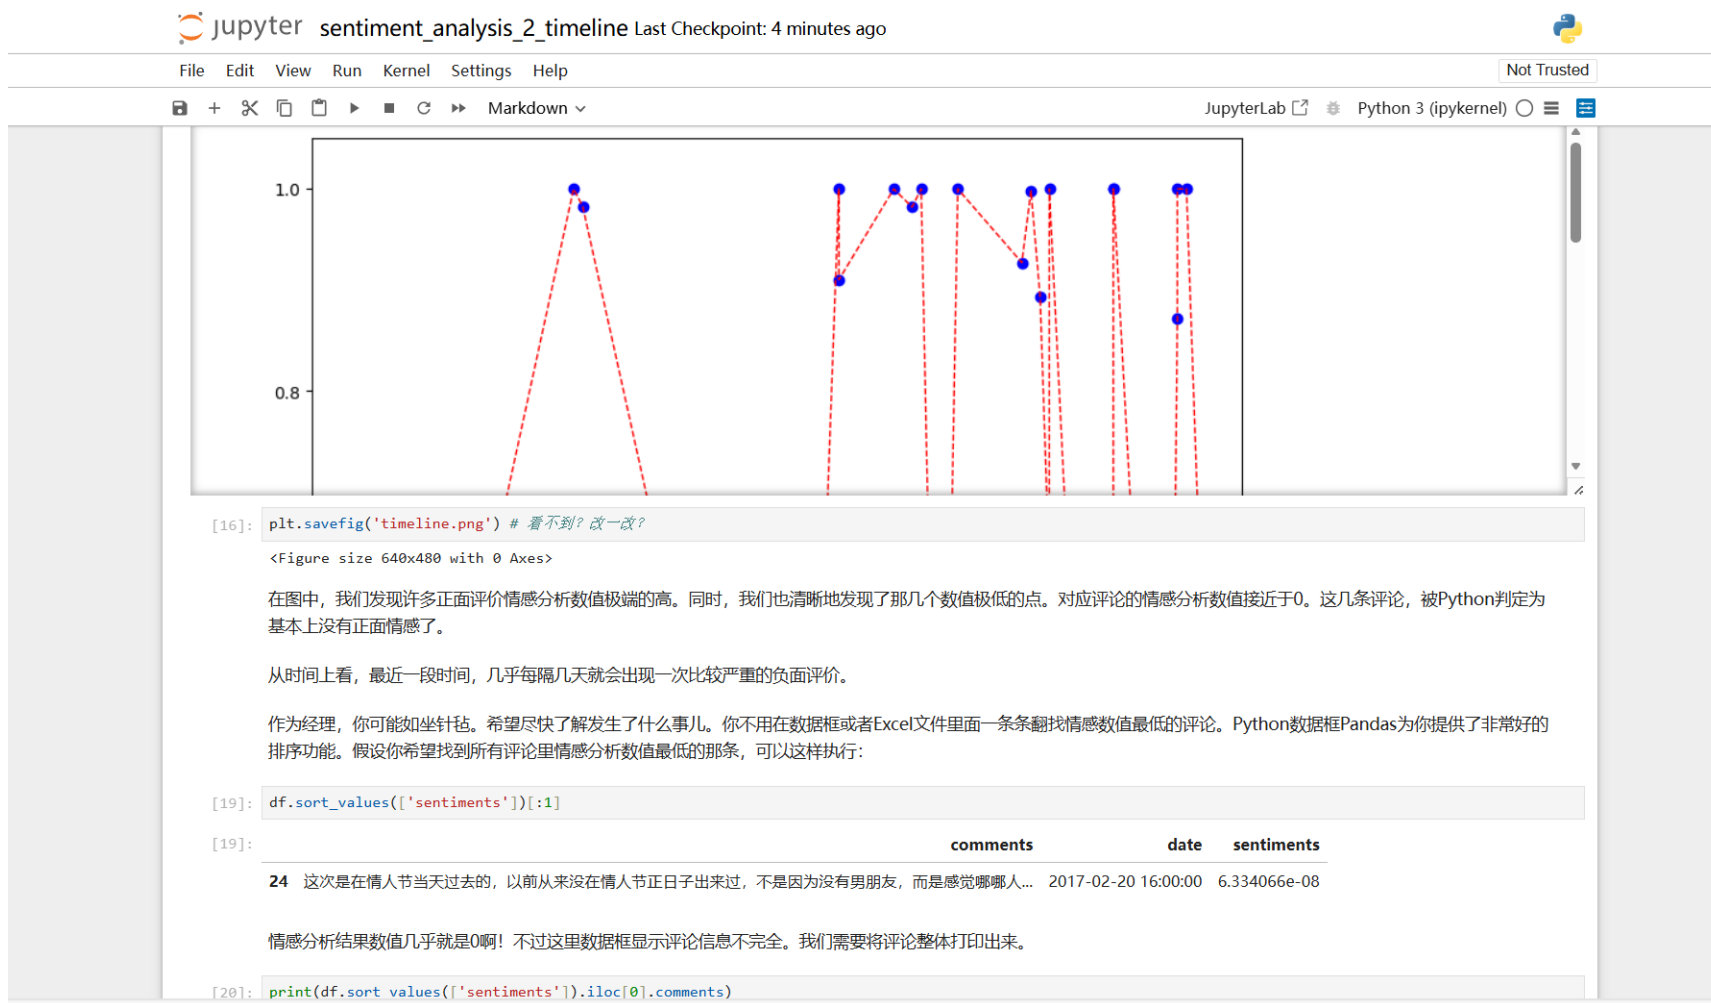 jupyter sentiment_analysis_2_timeline Last Checkpoint: 4 minutes ago
File Edit View Run Kernel Settings Help Not Trusted
Markdown JupyterLab Python 3 (ipykernel)
1.0
0.8
[16]: plt.savefig('timeline.png') # 看不到？改一改？
<Figure size 640x480 with 0 Axes>
在图中，我们发现许多正面评价情感分析数值极端的高。同时，我们也清晰地发现了那几个数值极低的点。对应评论的情感分析数值接近于0。这几条评论，被Python判定为
基本上没有正面情感了。
从时间上看，最近一段时间，几乎每隔几天就会出现一次比较严重的负面评价。
作为经理，你可能如坐针毡。希望尽快了解发生了什么事儿。你不用在数据框或者Excel文件里面一条条翻找情感数值最低的评论。Python数据框Pandas为你提供了非常好的
排序功能。假设你希望找到所有评论里情感分析数值最低的那条，可以这样执行：
[19]: df.sort_values(['sentiments'])[:1]
[19]: comments date sentiments
24 这次是在情人节当天过去的，以前从来没在情人节正日子出来过，不是因为没有男朋友，而是感觉哪哪人... 2017-02-20 16:00:00 6.334066e-08
情感分析结果数值几乎就是0啊！不过这里数据框显示评论信息不完全。我们需要将评论整体打印出来。
[20]: print(df.sort_values(['sentiments']).iloc[0].comments)